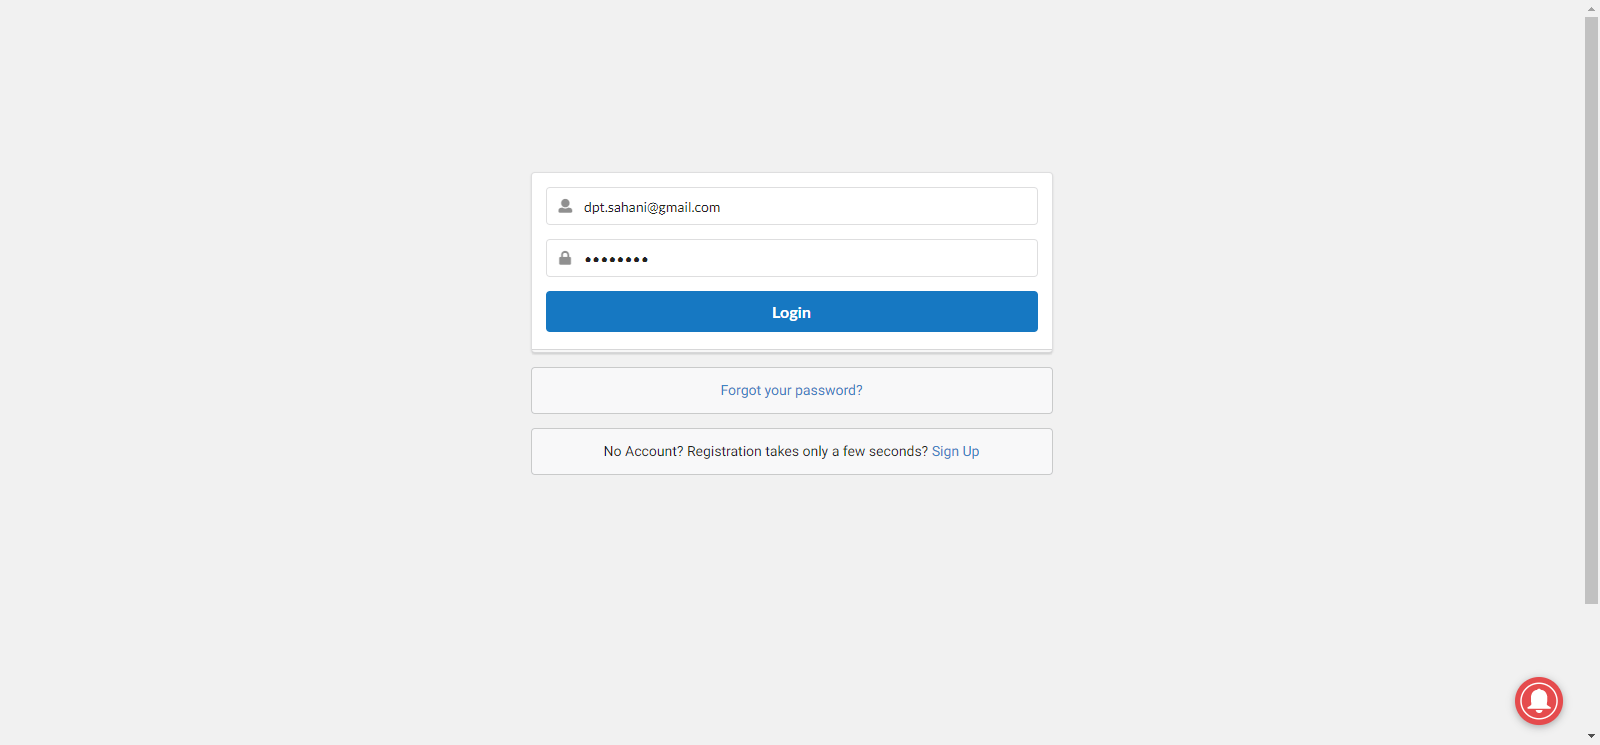 dpt.sahani@gmail.com
••••••••
Login
Forgot your password?
No Account? Registration takes only a few seconds? Sign Up